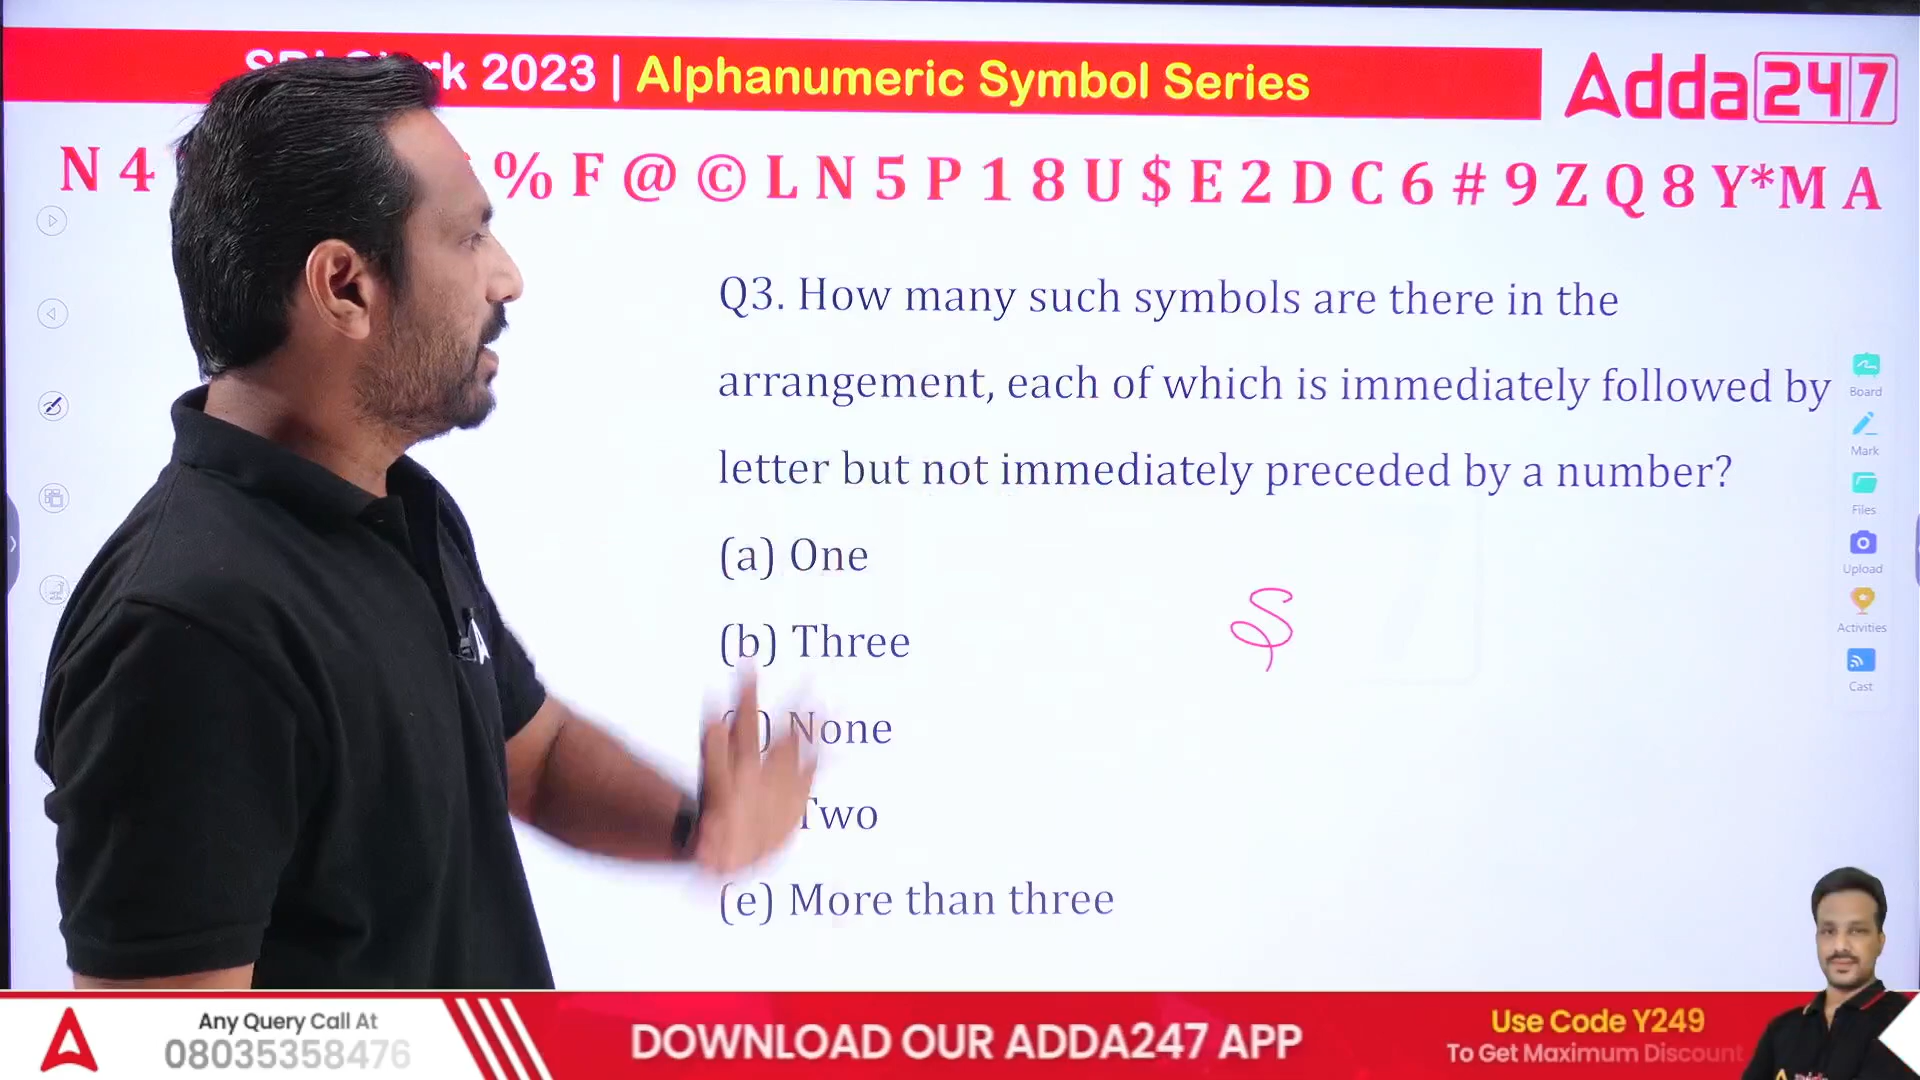 2023 | Alphanumeric Symbol Series
Adda247
N 4 % F @ © L N 5 P 1 8 U $ E 2 D C 6 # 9 Z Q 8 Y*M A
Q3. How many such symbols are there in the
arrangement, each of which is immediately followed by
letter but not immediately preceded by a number?
(a) One
(b) Three
None
Two
(e) More than three
$
Board
Mark
Files
Upload
Activities
Cast
Any Query Call At
08035358476
DOWNLOAD OUR ADDA247 APP
Use Code Y249
To Get Maximum Discount